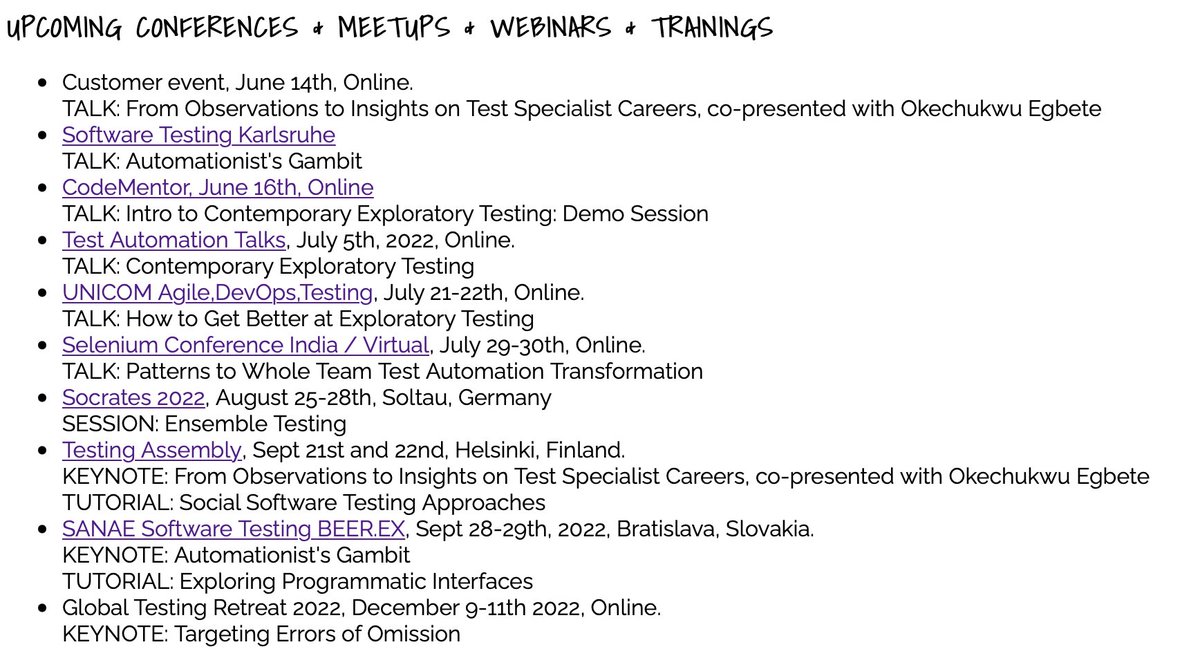 UPCOMING CONFERENCES & MEETUPS & WEBINARS & TRAININGS
Customer event, June 14th, Online.
TALK: From Observations to Insights on Test Specialist Careers, co-presented with Okechukwu Egbete
Software Testing Karlsruhe
TALK: Automationist's Gambit
CodeMentor, June 16th, Online
TALK: Intro to Contemporary Exploratory Testing: Demo Session
Test Automation Talks, July 5th, 2022, Online.
TALK: Contemporary Exploratory Testing
UNICOM Agile,DevOps,Testing, July 21-22th, Online.
TALK: How to Get Better at Exploratory Testing
Selenium Conference India / Virtual, July 29-30th, Online.
TALK: Patterns to Whole Team Test Automation Transformation
Socrates 2022, August 25-28th, Soltau, Germany
SESSION: Ensemble Testing
Testing Assembly, Sept 21st and 22nd, Helsinki, Finland.
KEYNOTE: From Observations to Insights on Test Specialist Careers, co-presented with Okechukwu Egbete
TUTORIAL: Social Software Testing Approaches
SANAE Software Testing BEER.EX, Sept 28-29th, 2022, Bratislava, Slovakia.
KEYNOTE: Automationist's Gambit
TUTORIAL: Exploring Programmatic Interfaces
Global Testing Retreat 2022, December 9-11th 2022, Online.
KEYNOTE: Targeting Errors of Omission